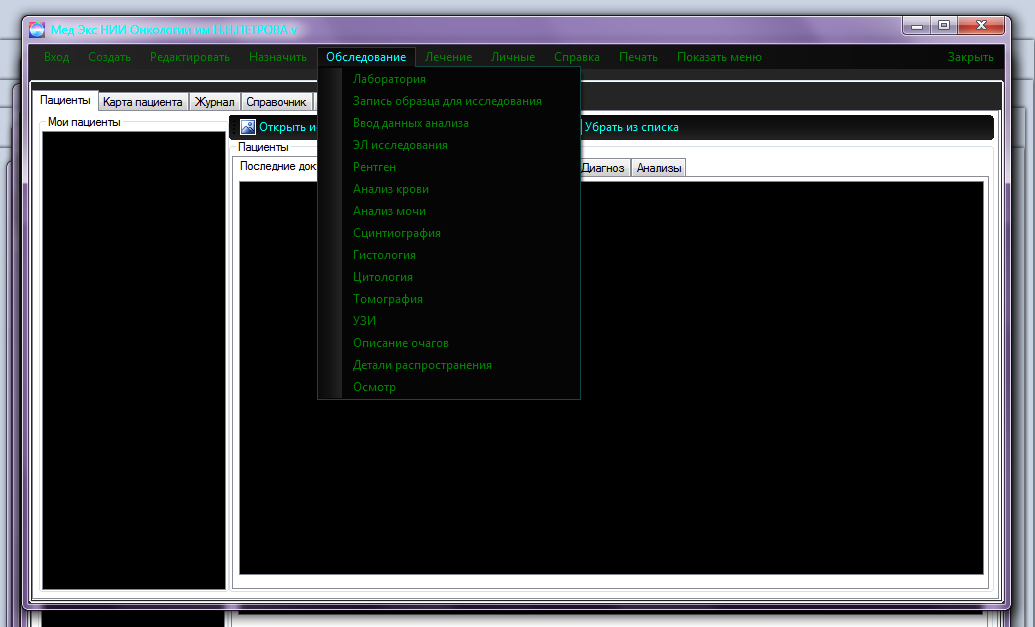 Мед Экс НИИ Онкологии им Н.Н.ПЕТРОВА v
Вход Создать Редактировать Назначить Обследование Лечение Личные Справка Печать Показать меню Закрыть
Лаборатория
Запись образца для исследования
Ввод данных анализа
ЭЛ исследования
Рентген
Анализ крови
Анализ мочи
Сцинтиография
Гистология
Цитология
Томография
УЗИ
Описание очагов
Детали распространения
Осмотр
Пациенты Карта пациента Журнал Справочник
Мои пациенты
Открыть и Убрать из списка
Пациенты
Последние док Диагноз Анализы